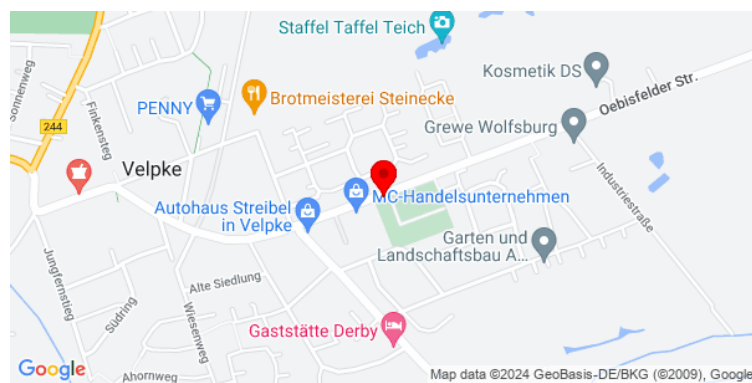 Staffel Taffel Teich
Kosmetik DS
Oebisfelder Str.
Sonnenweg
244
Finkensteg
PENNY
Brotmeisterei Steinecke
Grewe Wolfsburg
Velpke
Industriestraße
MC-Handelsunternehmen
Autohaus Streibel
in Velpke
Garten und
Landschaftsbau A...
Jungfernstieg
Südring
Alte Siedlung
Wiesenweg
Gaststätte Derby
Ahornweg
Google
Map data ©2024 GeoBasis-DE/BKG (©2009), Google